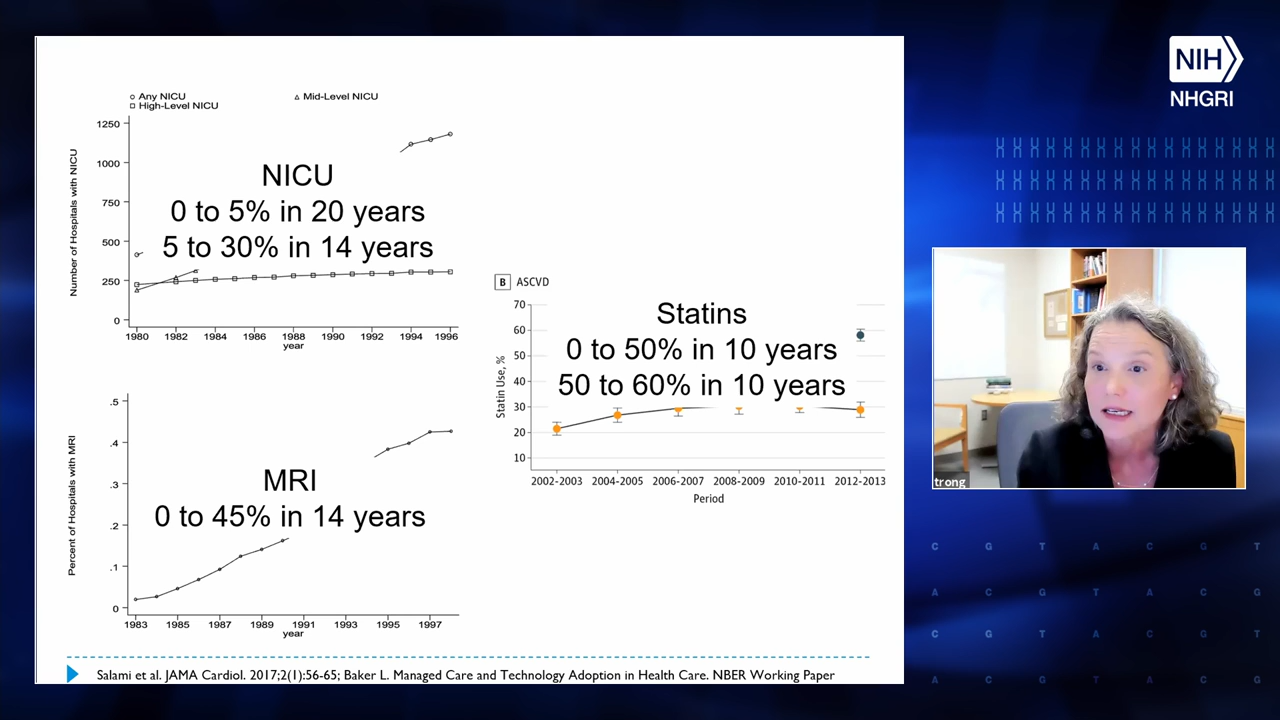 NIH
NHGRI
Any NICU
High-Level NICU
Mid-Level NICU
Number of Hospitals with NICU
1250
1000
750
500
250
0
NICU
0 to 5% in 20 years
5 to 30% in 14 years
1980 1982 1984 1986 1988 1990 1992 1994 1996
year
B ASCVD
Statin Use, %
70
60
50
40
30
20
10
Statins
0 to 50% in 10 years
50 to 60% in 10 years
2002-2003 2004-2005 2006-2007 2008-2009 2010-2011 2012-2013
Period
Percent of Hospitals with MRI
.5
.4
.3
.2
.1
0
MRI
0 to 45% in 14 years
1983 1985 1987 1989 1991 1993 1995 1997
year
Salami et al. JAMA Cardiol. 2017;2(1):56-65; Baker L. Managed Care and Technology Adoption in Health Care. NBER Working Paper
trong
C G T A C G T
A C G T A C G
C G T A C G T
A C G T A C G